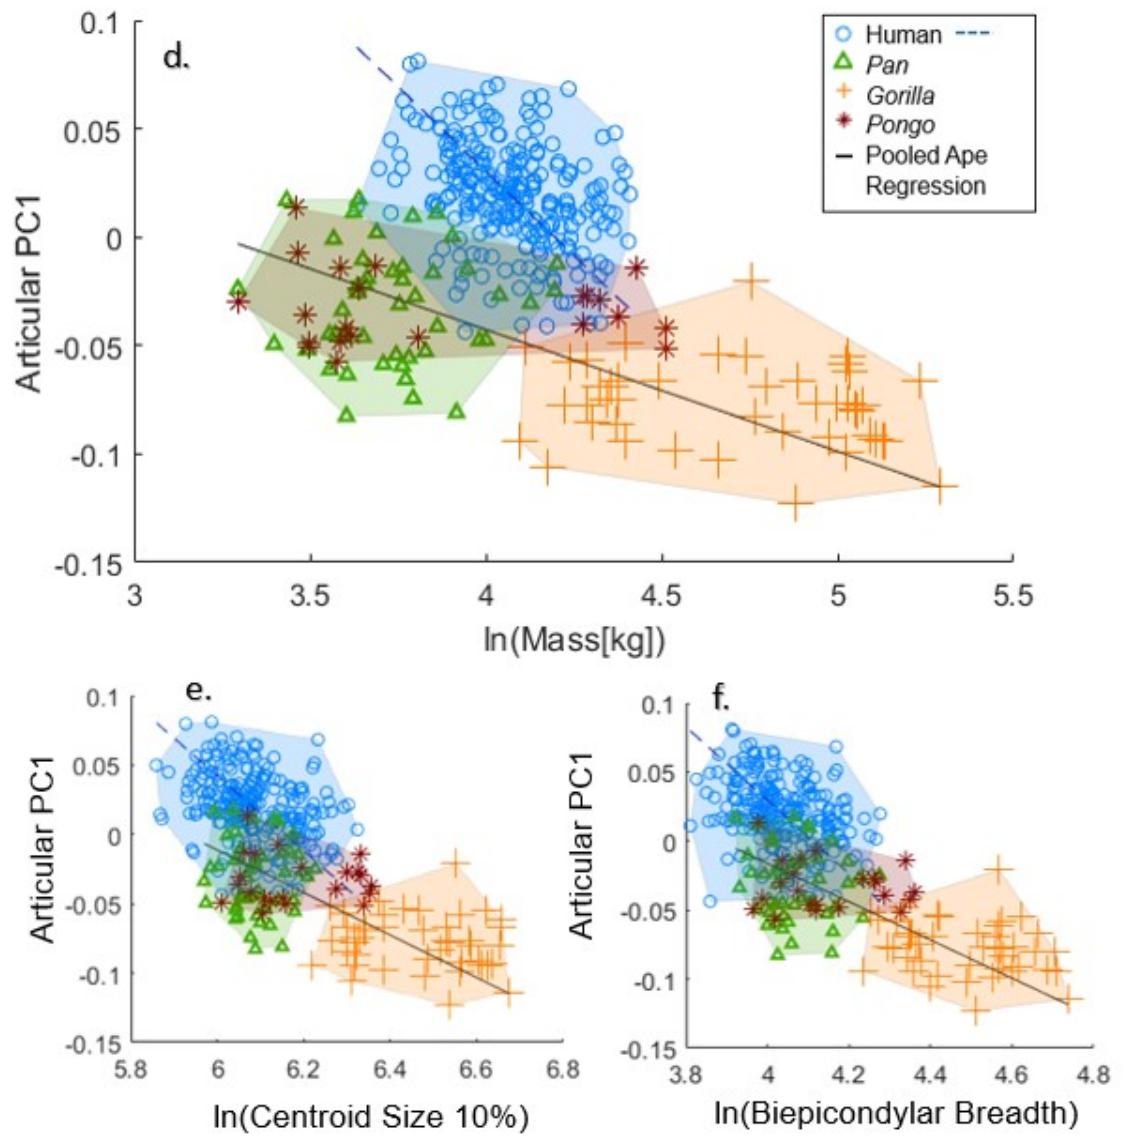 d.
Human
Pan
Gorilla
Pongo
Pooled Ape
Regression
Articular PC1
0.1
0.05
0
-0.05
-0.1
-0.15
3 3.5 4 4.5 5 5.5
ln(Mass[kg])
e.
Articular PC1
0.1
0.05
0
-0.05
-0.1
-0.15
5.8 6 6.2 6.4 6.6 6.8
ln(Centroid Size 10%)
f.
Articular PC1
0.1
0.05
0
-0.05
-0.1
-0.15
3.8 4 4.2 4.4 4.6 4.8
ln(Biepicondylar Breadth)